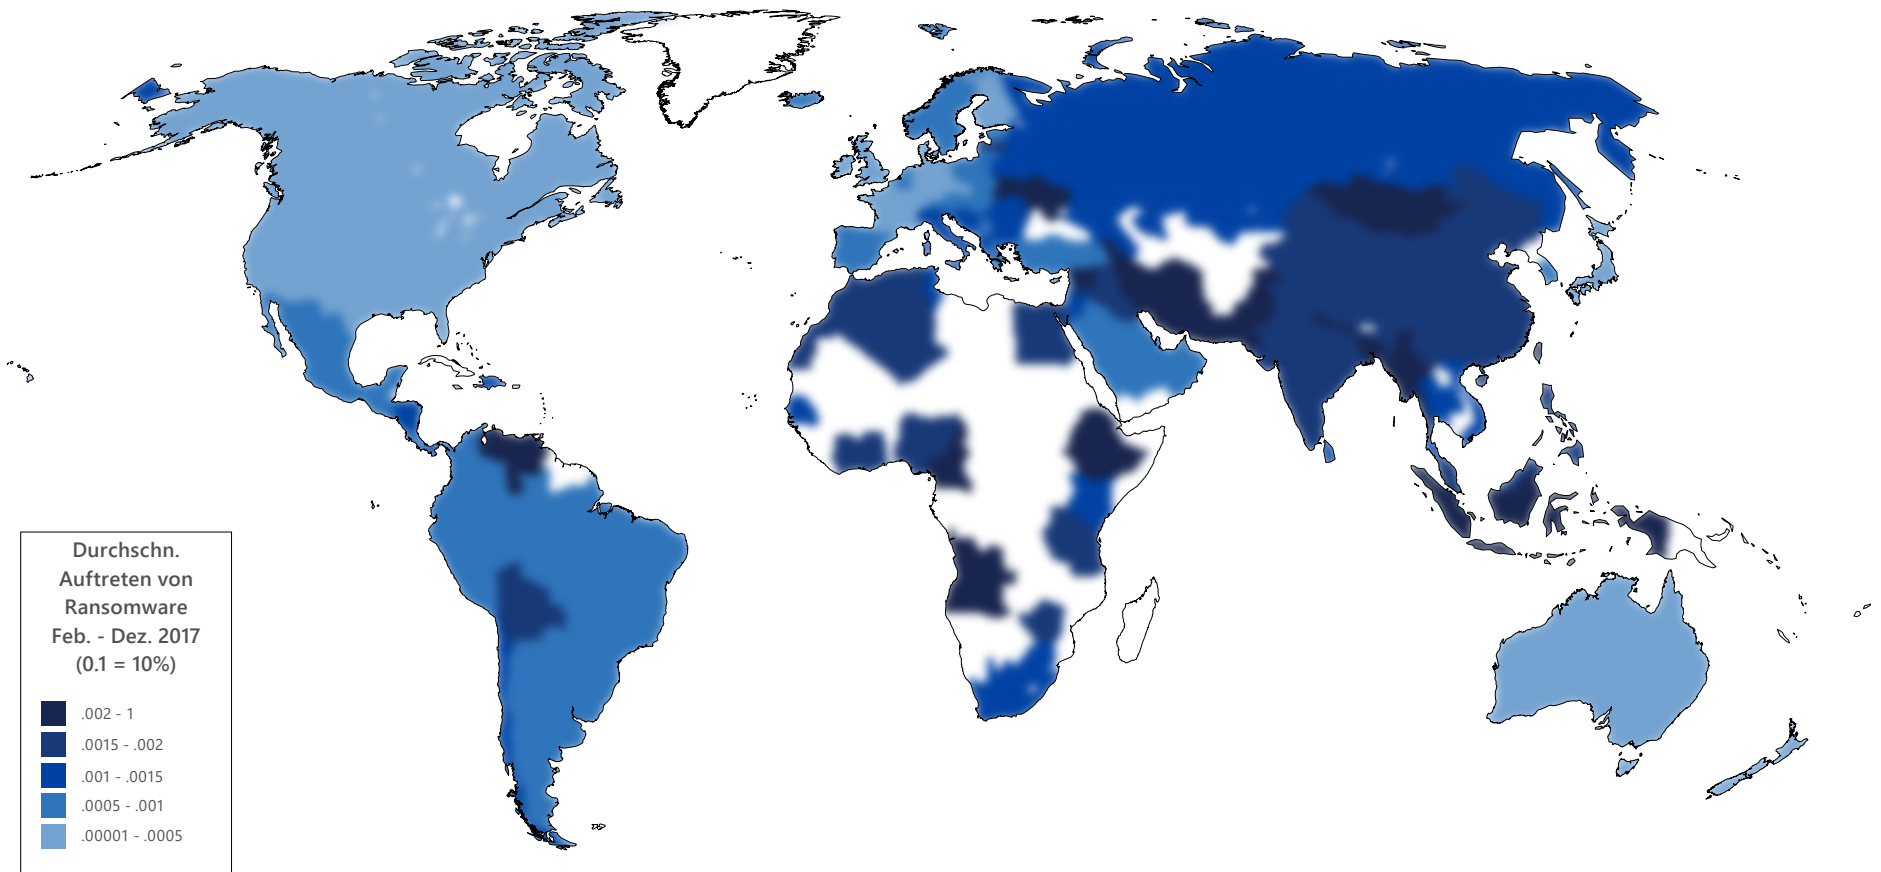 Durchschn.
Auftreten von
Ransomware
Feb. - Dez. 2017
(0.1 = 10%)
.002 - 1
.0015 - .002
.001 - .0015
.0005 - .001
.00001 - .0005